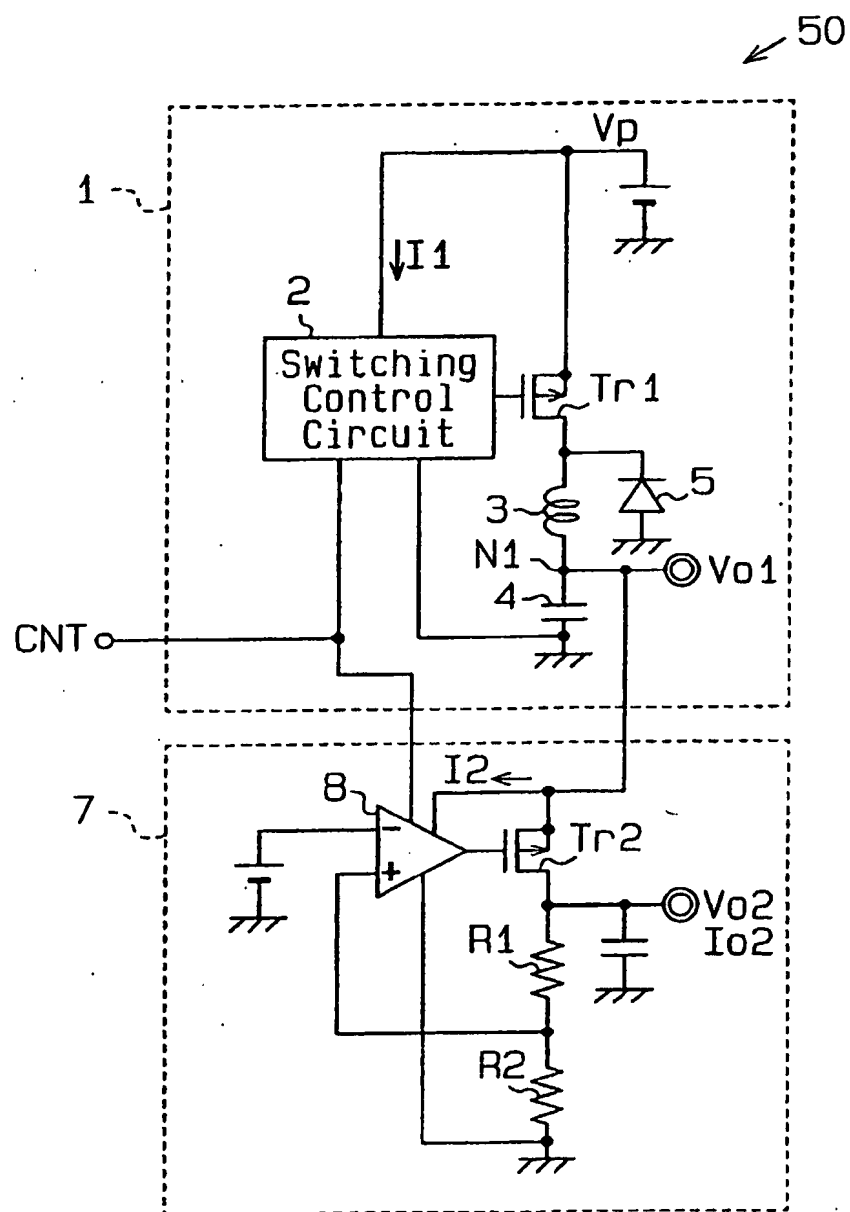 50
Vp
1
I1
2
Switching
Control
Circuit
Tr1
3
5
N1
Vo1
4
CNT
I2
8
7
−
Tr2
+
Vo2
Io2
R1
R2